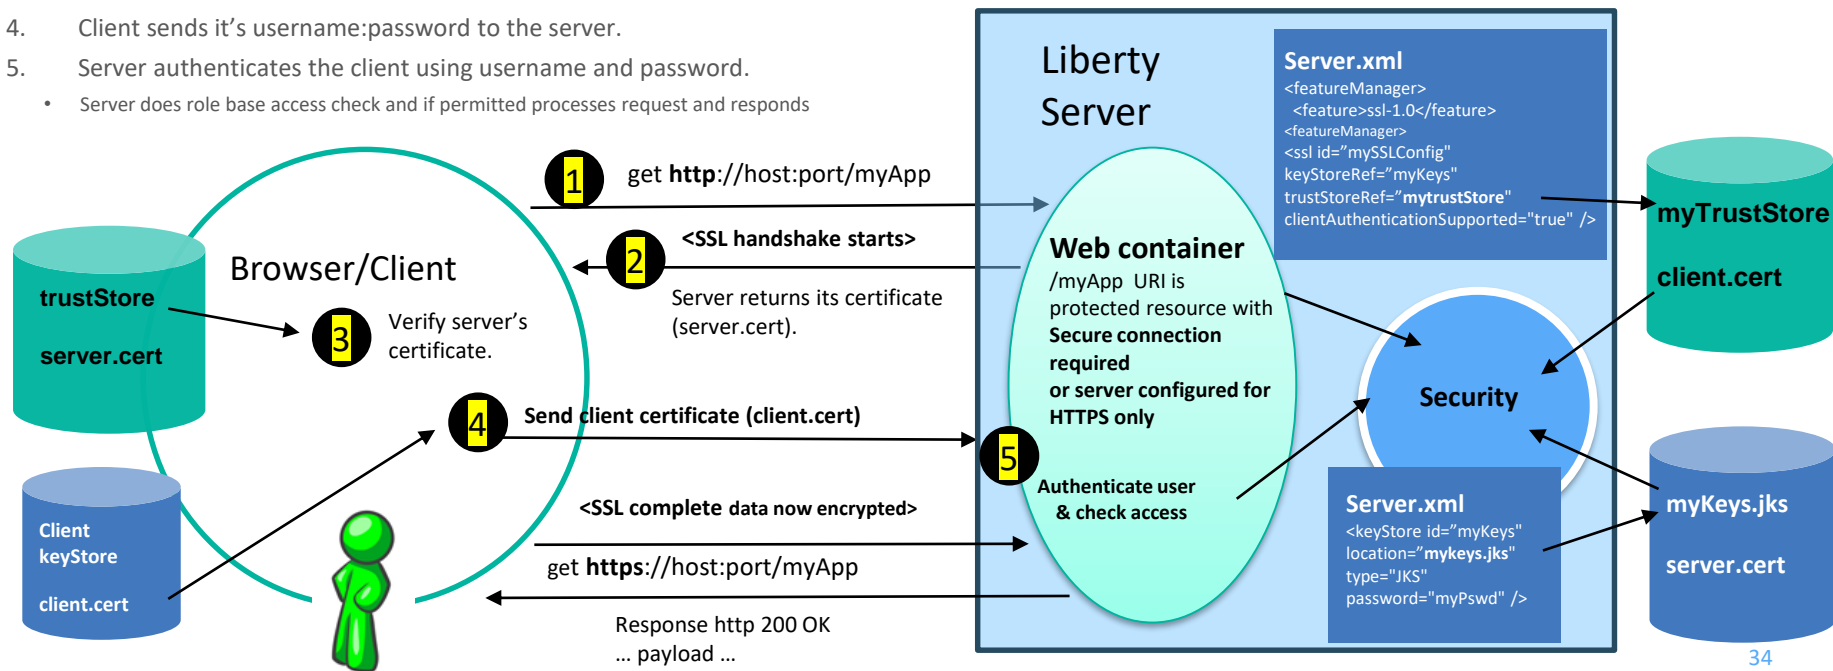 4. Client sends it’s username:password to the server.
5. Server authenticates the client using username and password.
• Server does role base access check and if permitted processes request and responds
Liberty
Server
Server.xml
<featureManager>
<feature>ssl-1.0</feature>
<featureManager>
<ssl id=”mySSLConfig"
keyStoreRef=”myKeys"
trustStoreRef=”mytrustStore"
clientAuthenticationSupported="true" />
myTrustStore
client.cert
1
get http://host:port/myApp
<SSL handshake starts>
2
Server returns its certificate
(server.cert).
Browser/Client
trustStore
server.cert
3
Verify server’s
certificate.
Web container
/myApp URI is
protected resource with
Secure connection
required
or server configured for
HTTPS only
Security
4
Send client certificate (client.cert)
5
Authenticate user
& check access
<SSL complete data now encrypted>
get https://host:port/myApp
Response http 200 OK
… payload …
Client
keyStore
client.cert
Server.xml
<keyStore id=”myKeys"
location=”mykeys.jks"
type="JKS"
password="myPswd" />
myKeys.jks
server.cert
34